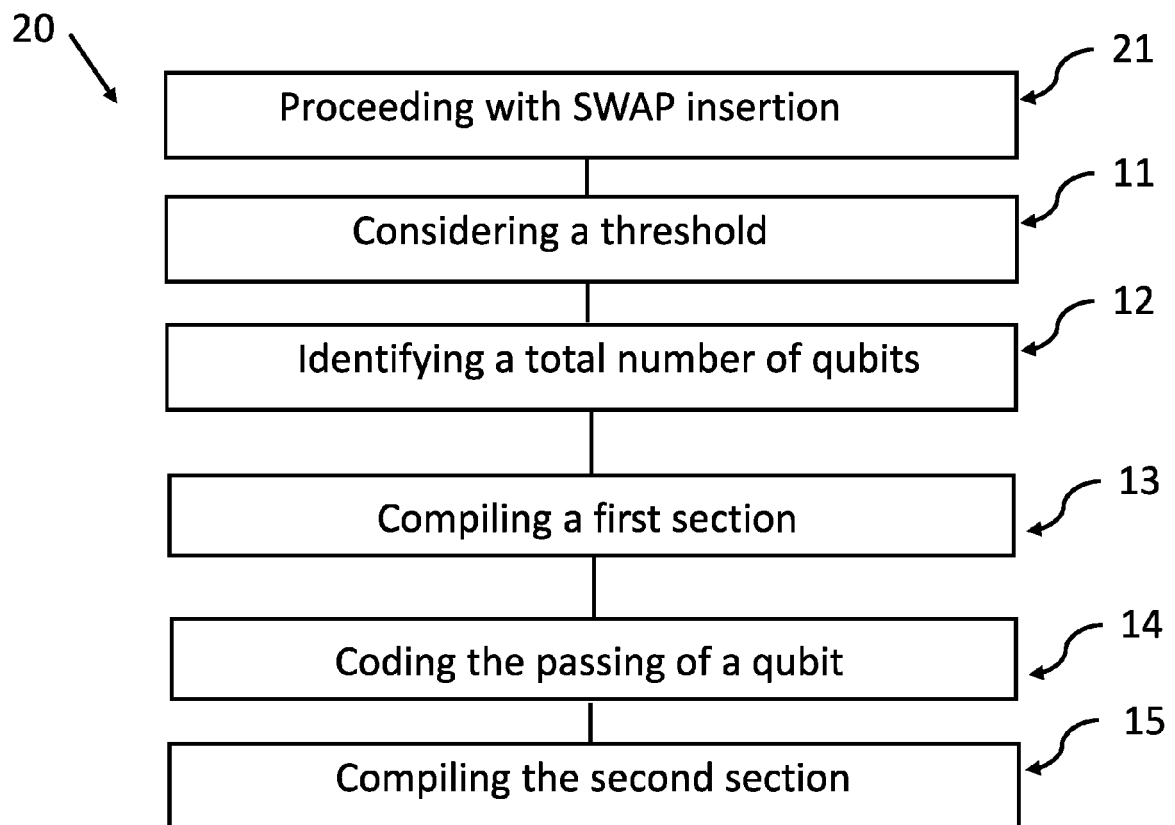 20
21
Proceeding with SWAP insertion
11
Considering a threshold
12
Identifying a total number of qubits
13
Compiling a first section
14
Coding the passing of a qubit
15
Compiling the second section